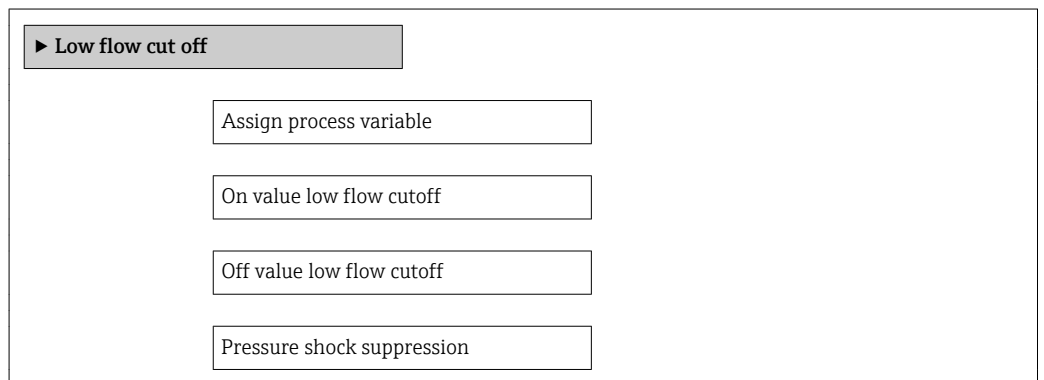 ▶ Low flow cut off
Assign process variable
On value low flow cutoff
Off value low flow cutoff
Pressure shock suppression